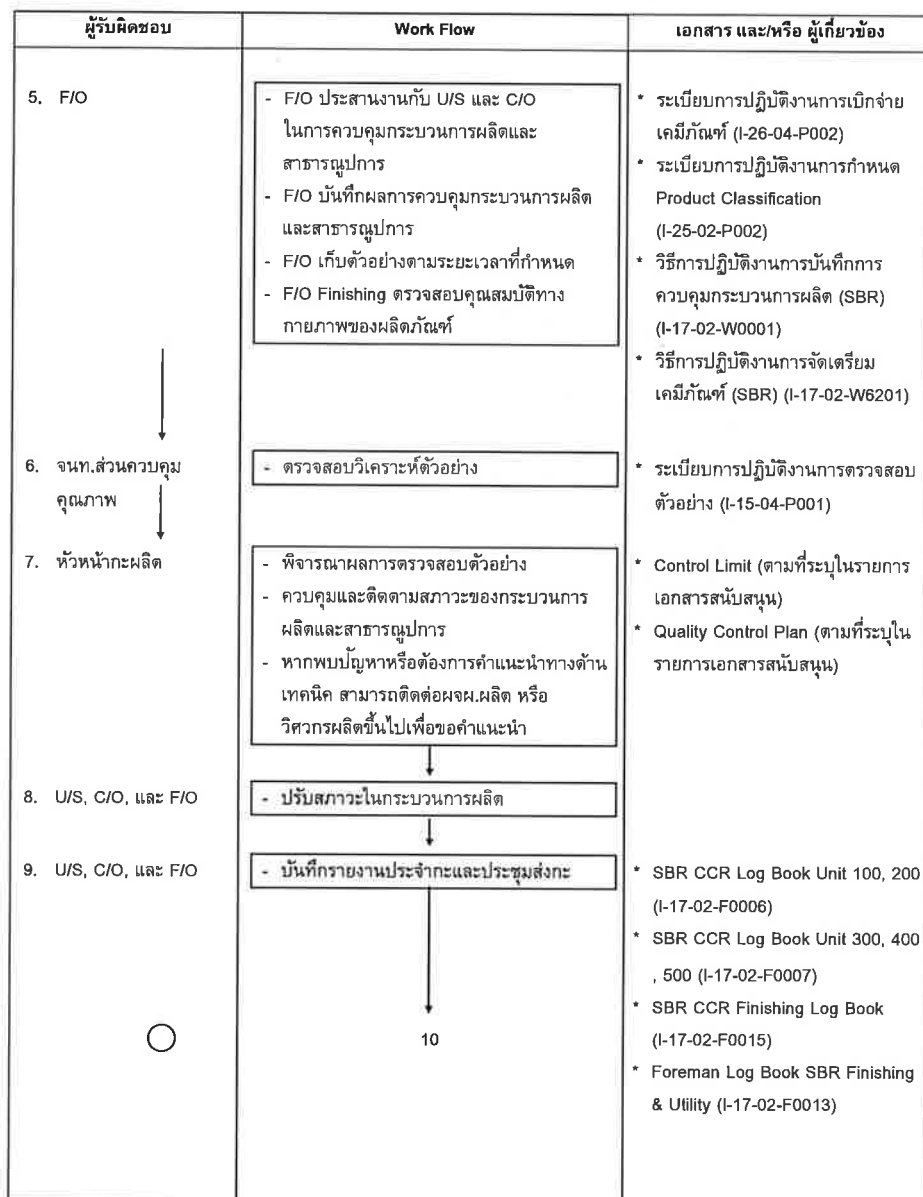 ผู้รับผิดชอบ
Work Flow
เอกสาร และ/หรือ ผู้เกี่ยวข้อง
5. F/O
- F/O ประสานงานกับ U/S และ C/O
ในการควบคุมกระบวนการผลิตและ
สาธารณูปการ
- F/O บันทึกผลการควบคุมกระบวนการผลิต
และสาธารณูปการ
- F/O เก็บตัวอย่างตามระยะเวลาที่กำหนด
- F/O Finishing ตรวจสอบคุณสมบัติทาง
กายภาพของผลิตภัณฑ์
* ระเบียบการปฏิบัติงานการเบิกจ่าย
เคมีภัณฑ์ (I-26-04-P002)
* ระเบียบการปฏิบัติงานการกำหนด
Product Classification
(I-25-02-P002)
* วิธีการปฏิบัติงานการบันทึกการ
ควบคุมกระบวนการผลิต (SBR)
(I-17-02-W0001)
* วิธีการปฏิบัติงานการจัดเตรียม
เคมีภัณฑ์ (SBR) (I-17-02-W6201)
6. จนท.ส่วนควบคุม
คุณภาพ
- ตรวจสอบวิเคราะห์ตัวอย่าง
* ระเบียบการปฏิบัติงานการตรวจสอบ
ตัวอย่าง (I-15-04-P001)
7. หัวหน้ากะผลิต
- พิจารณาผลการตรวจสอบตัวอย่าง
- ควบคุมและติดตามสภาวะของกระบวนการ
ผลิตและสาธารณูปการ
- หากพบปัญหาหรือต้องการคำแนะนำทางด้าน
เทคนิค สามารถติดต่อผจผ.ผลิต หรือ
วิศวกรผลิตขึ้นไปเพื่อขอคำแนะนำ
* Control Limit (ตามที่ระบุในรายการ
เอกสารสนับสนุน)
* Quality Control Plan (ตามที่ระบุใน
รายการเอกสารสนับสนุน)
8. U/S, C/O, และ F/O
- ปรับสภาวะในกระบวนการผลิต
9. U/S, C/O, และ F/O
- บันทึกรายงานประจำกะและประชุมส่งกะ
* SBR CCR Log Book Unit 100, 200
(I-17-02-F0006)
* SBR CCR Log Book Unit 300, 400
, 500 (I-17-02-F0007)
* SBR CCR Finishing Log Book
(I-17-02-F0015)
* Foreman Log Book SBR Finishing
& Utility (I-17-02-F0013)
10